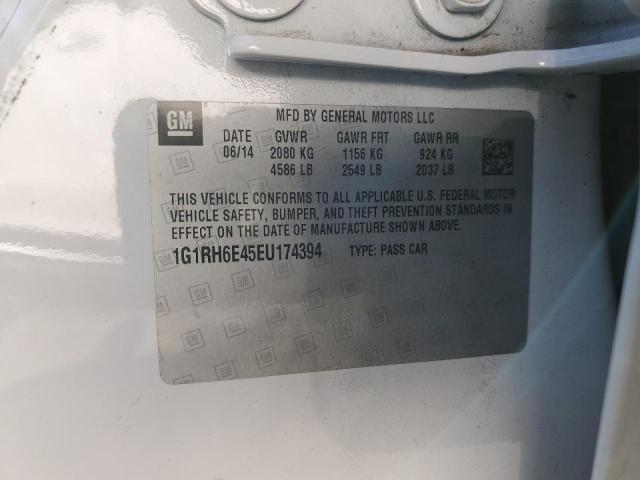 GM
MFD BY GENERAL MOTORS LLC
DATE GVWR GAWR FRT GAWR RR
06/14 2080 KG 1156 KG 924 KG
4586 LB 2549 LB 2037 LB
THIS VEHICLE CONFORMS TO ALL APPLICABLE U.S. FEDERAL MOTOR
VEHICLE SAFETY, BUMPER, AND THEFT PREVENTION STANDARDS IN
EFFECT ON THE DATE OF MANUFACTURE SHOWN ABOVE.
1G1RH6E45EU174394 TYPE: PASS CAR